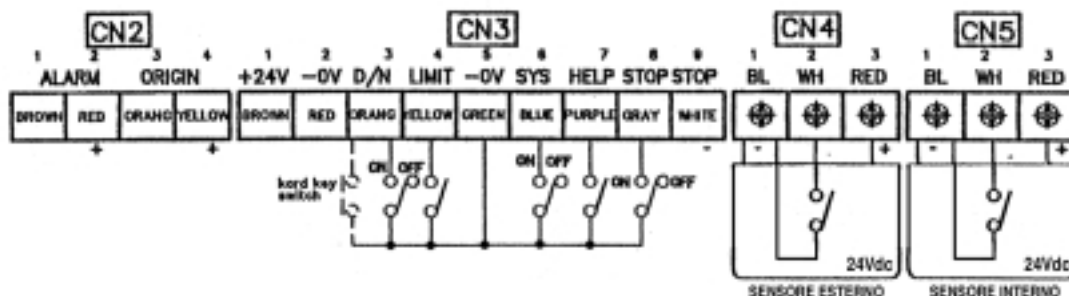 CN2 CN3 CN4 CN5
1 2 3 4 1 2 3 4 5 6 7 8 9 1 2 3 1 2 3
ALARM ORIGIN +24V -0V D/N LIMIT -0V SYS HELP STOP STOP BL WH RED BL WH RED
BROWN RED ORANG YELLOW BROWN RED ORANG YELLOW GREEN BLUE PURPLE GRAY WHITE
+ + - - + - +
ON OFF ON OFF
kord key
switch
ON OFF
24Vdc 24Vdc
SENSORE ESTERNO SENSORE INTERNO